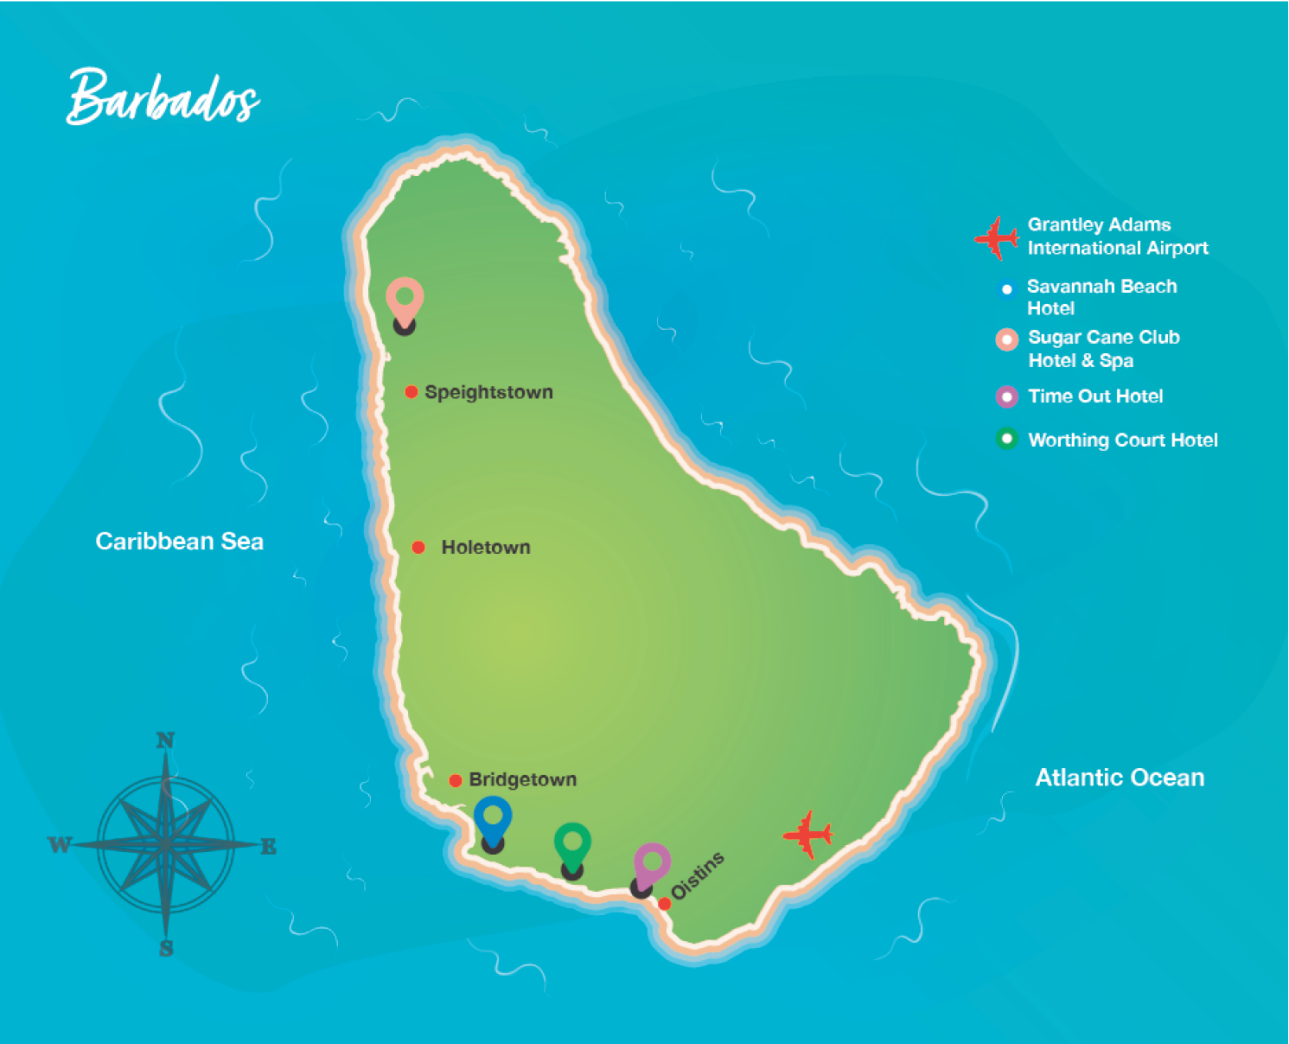 Barbados
Grantley Adams
International Airport
Savannah Beach
Hotel
Sugar Cane Club
Hotel & Spa
Speightstown
Time Out Hotel
Worthing Court Hotel
Caribbean Sea
Holetown
N
Bridgetown
Atlantic Ocean
W
E
Oistins
S